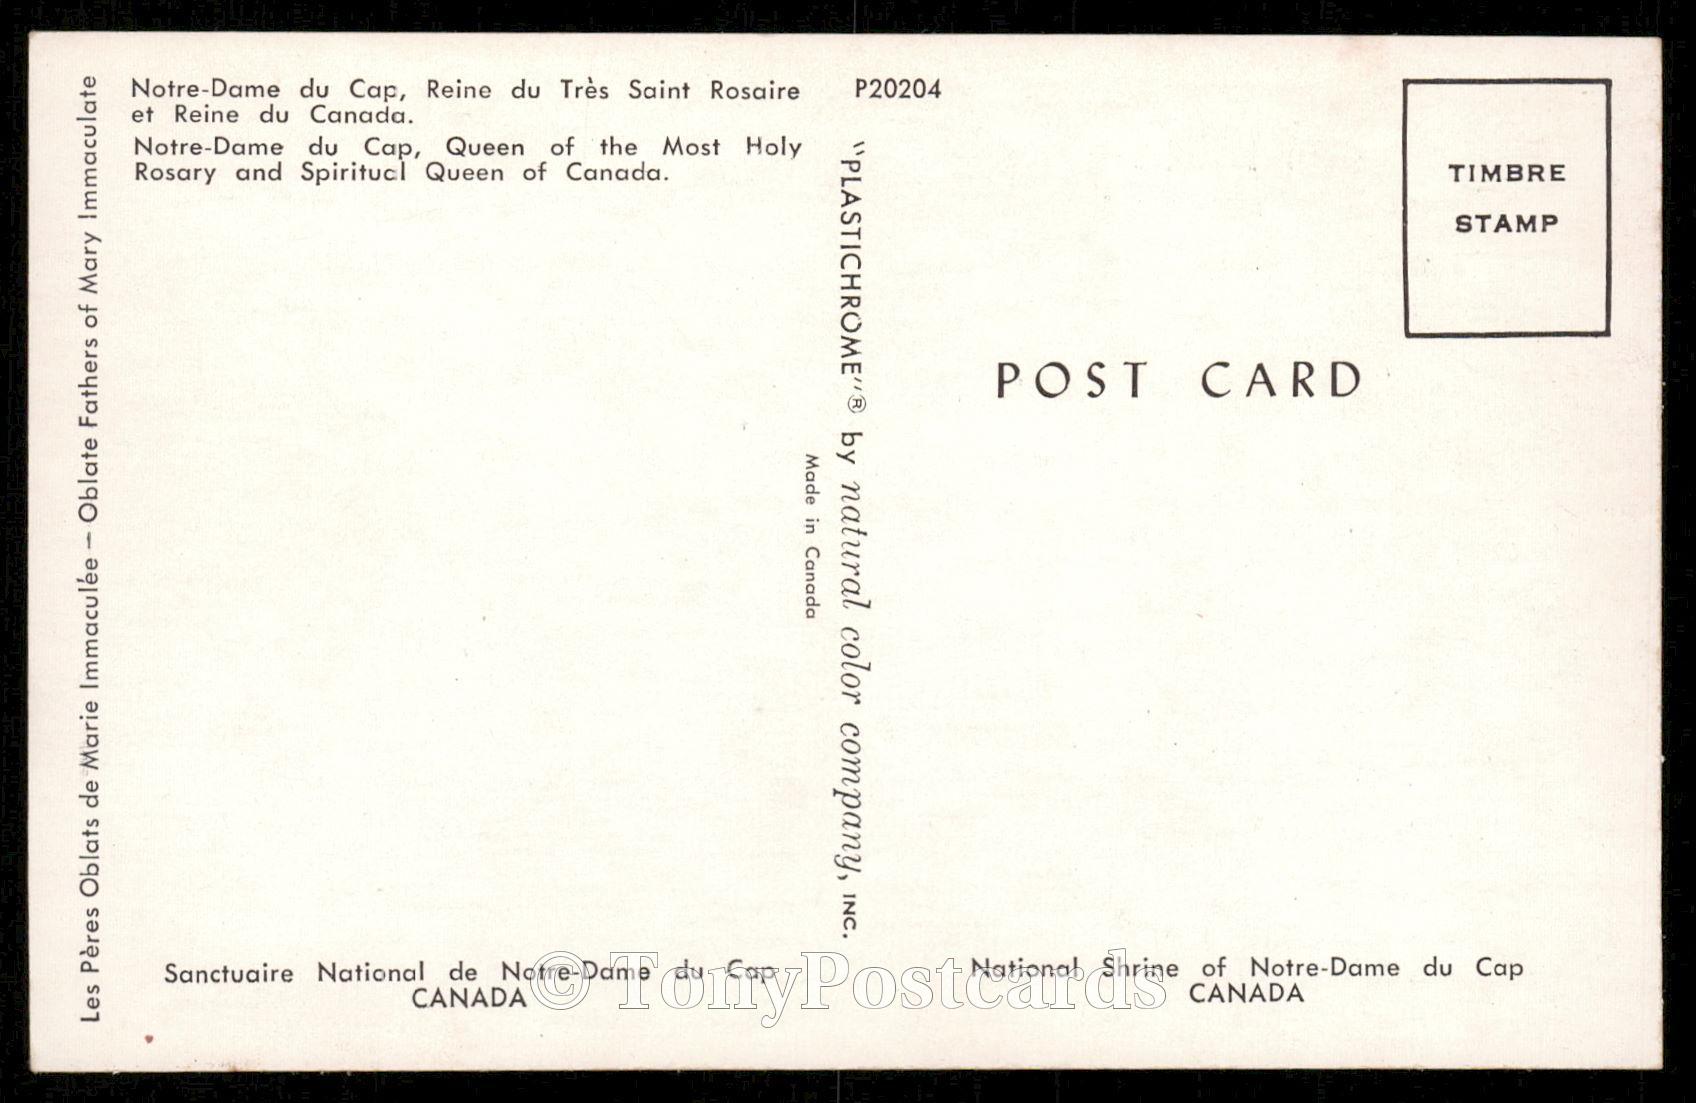 Notre-Dame du Cap, Reine du Très Saint Rosaire
et Reine du Canada.
Notre-Dame du Cap, Queen of the Most Holy
Rosary and Spiritual Queen of Canada.
Les Pères Oblats de Marie Immaculée — Oblate Fathers of Mary Immaculate
Sanctuaire National de Notre-Dame du Cap
CANADA
P20204
"PLASTICHROME"® by natural color company, INC.
Made in Canada
TIMBRE
STAMP
POST CARD
National Shrine of Notre-Dame du Cap
CANADA
© TonyPostcards